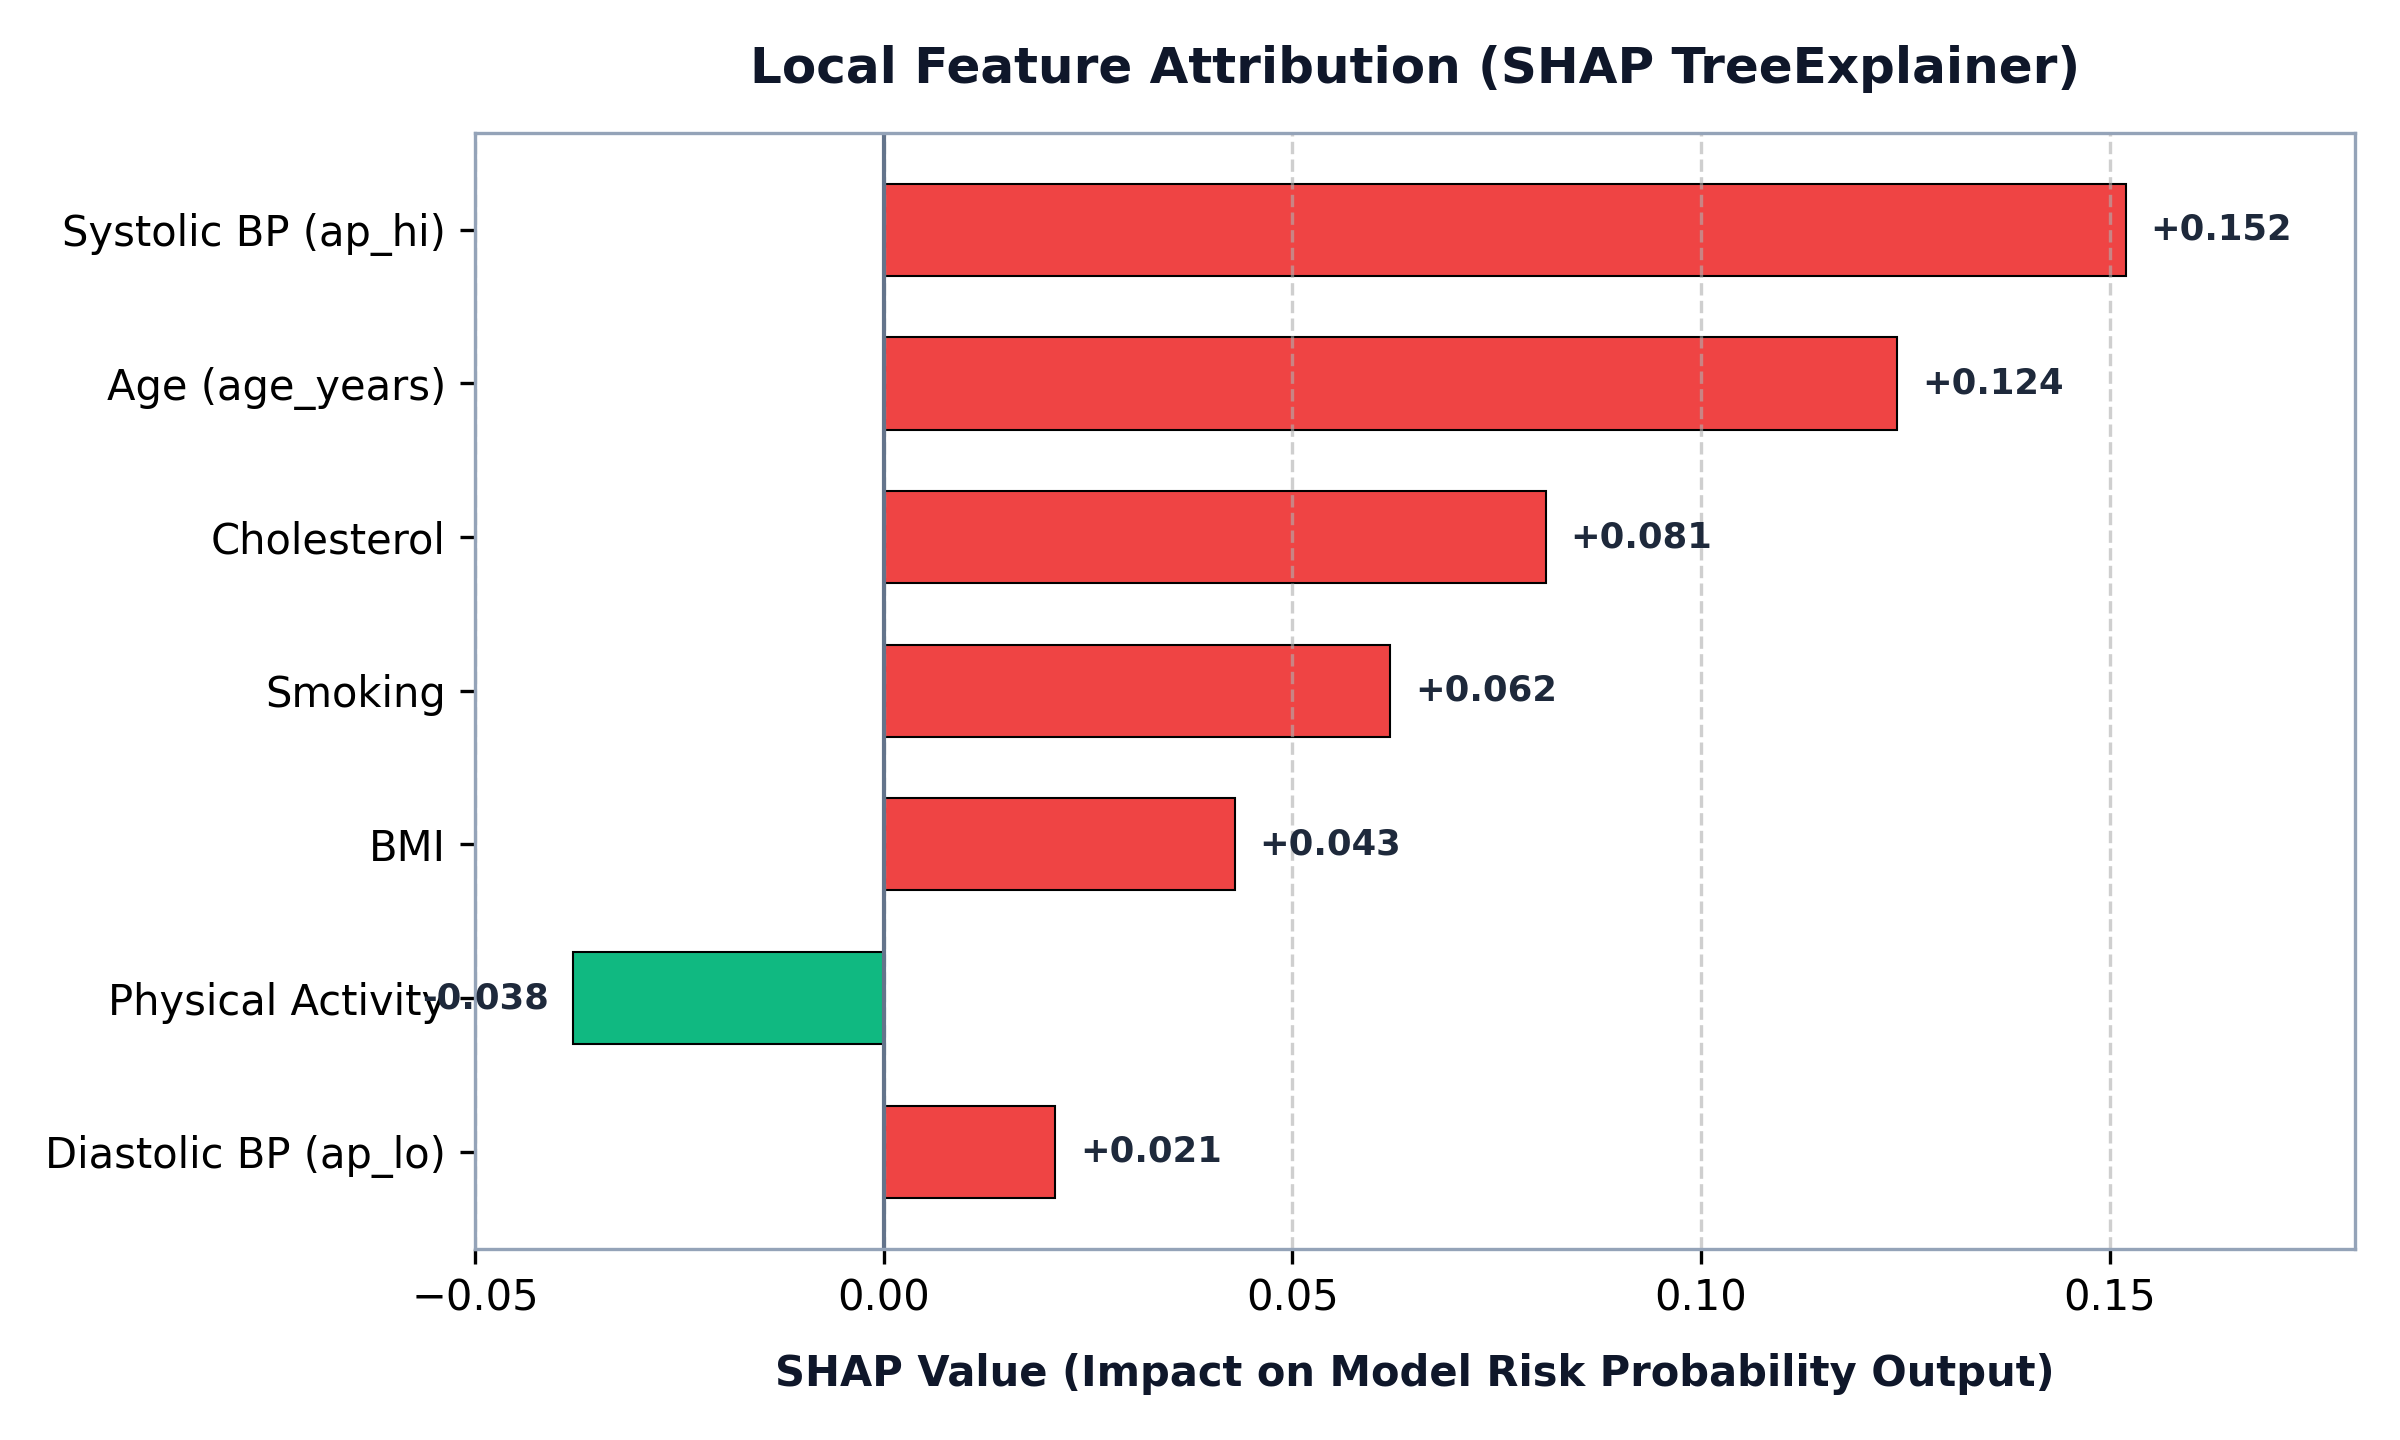 Local Feature Attribution (SHAP TreeExplainer)
Systolic BP (ap_hi)
+0.152
Age (age_years)
+0.124
Cholesterol
+0.081
Smoking
+0.062
BMI
+0.043
Physical Activity
-0.038
Diastolic BP (ap_lo)
+0.021
−0.05 0.00 0.05 0.10 0.15
SHAP Value (Impact on Model Risk Probability Output)